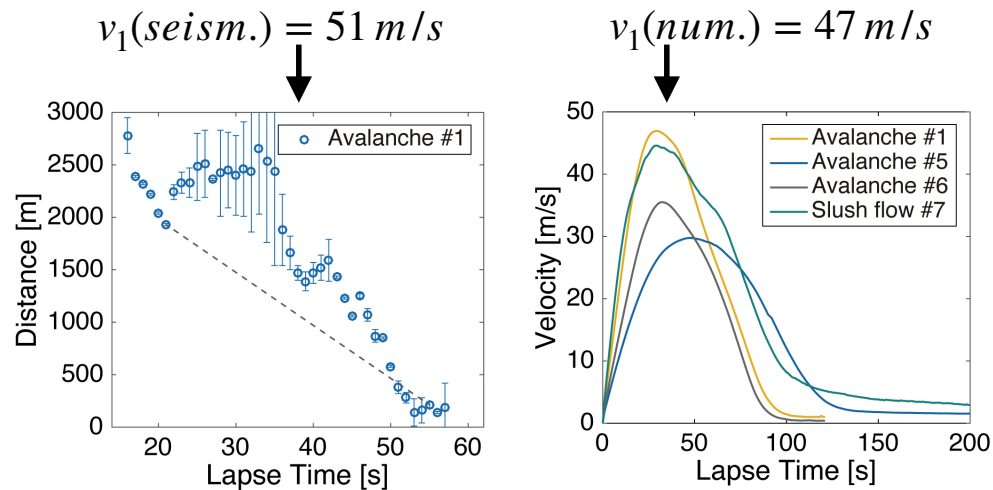 v₁(seism.) = 51 m/s
3000
2500
2000
1500
1000
500
0
Distance [m]
Avalanche #1
20 30 40 50 60
Lapse Time [s]
v₁(num.) = 47 m/s
50
40
30
20
10
0
Velocity [m/s]
Avalanche #1
Avalanche #5
Avalanche #6
Slush flow #7
0 50 100 150 200
Lapse Time [s]